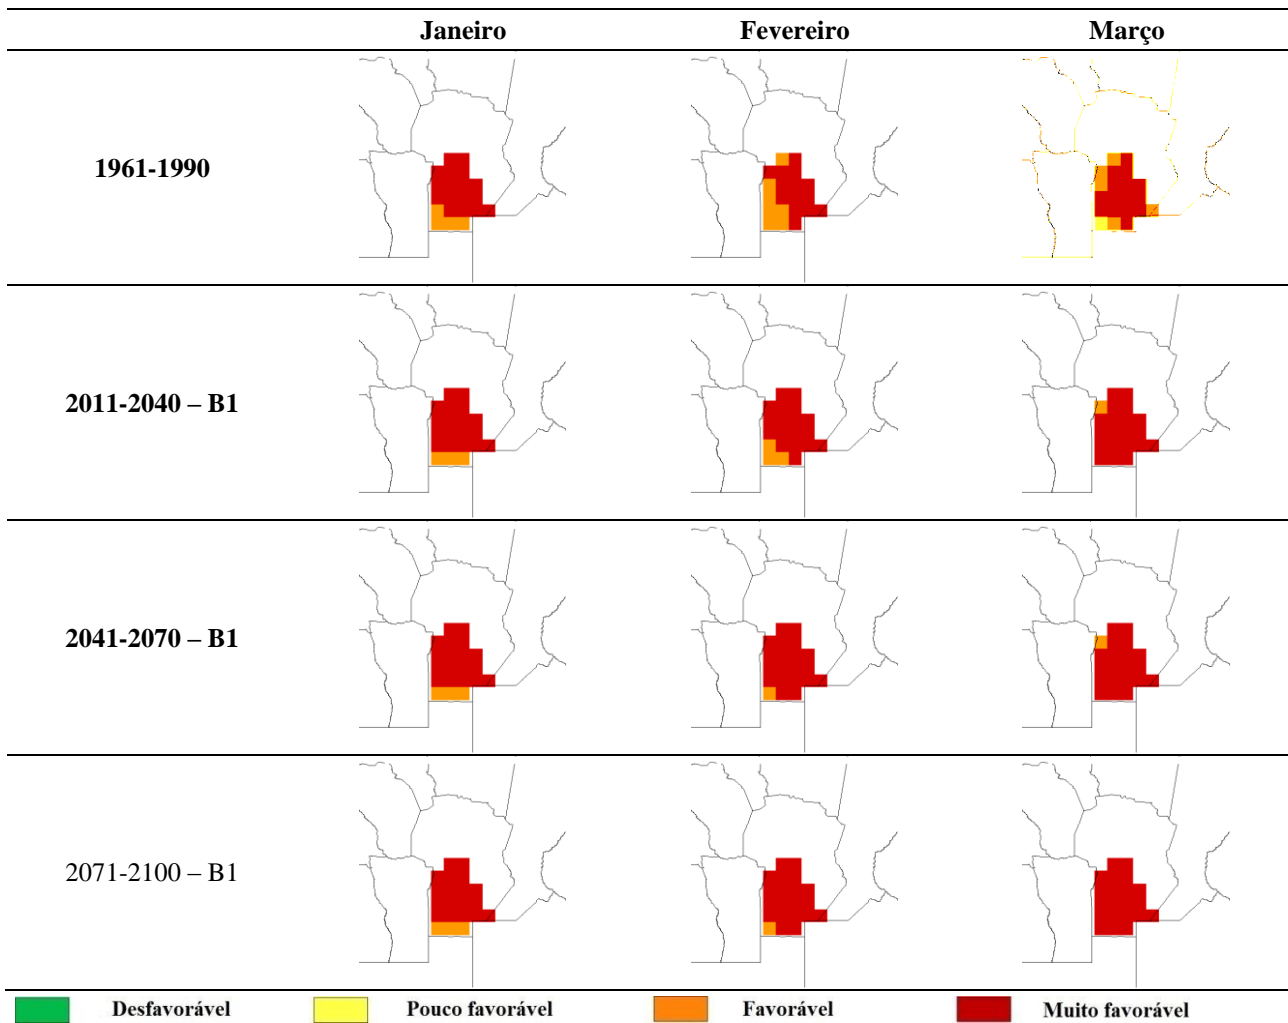 Janeiro Fevereiro Março
1961-1990
2011-2040 – B1
2041-2070 – B1
2071-2100 – B1
Desfavorável Pouco favorável Favorável Muito favorável